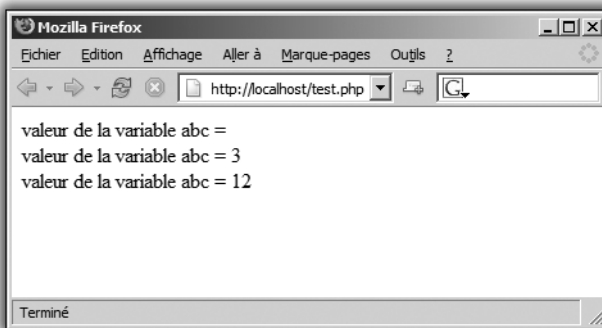 Mozilla Firefox
Fichier Edition Affichage Aller à Marque-pages Outils ?
http://localhost/test.php G
valeur de la variable abc =
valeur de la variable abc = 3
valeur de la variable abc = 12
Terminé